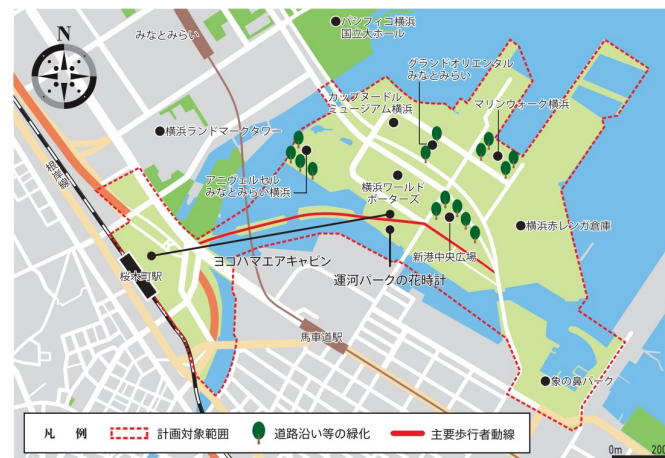 N
みなとみらい
パシフィコ横浜
国立大ホール
グランドオリエンタル
みなとみらい
カップヌードル
ミュージアム横浜
マリンウォーク横浜
横浜ランドマークタワー
根岸線
アニヴェルセル
みなとみらい横浜
横浜ワールド
ポーターズ
横浜赤レンガ倉庫
新港中央広場
ヨコハマエアキャビン
運河パークの花時計
桜木町駅
馬車道駅
象の鼻パーク
凡 例
計画対象範囲
道路沿い等の緑化
主要歩行者動線
0m
200